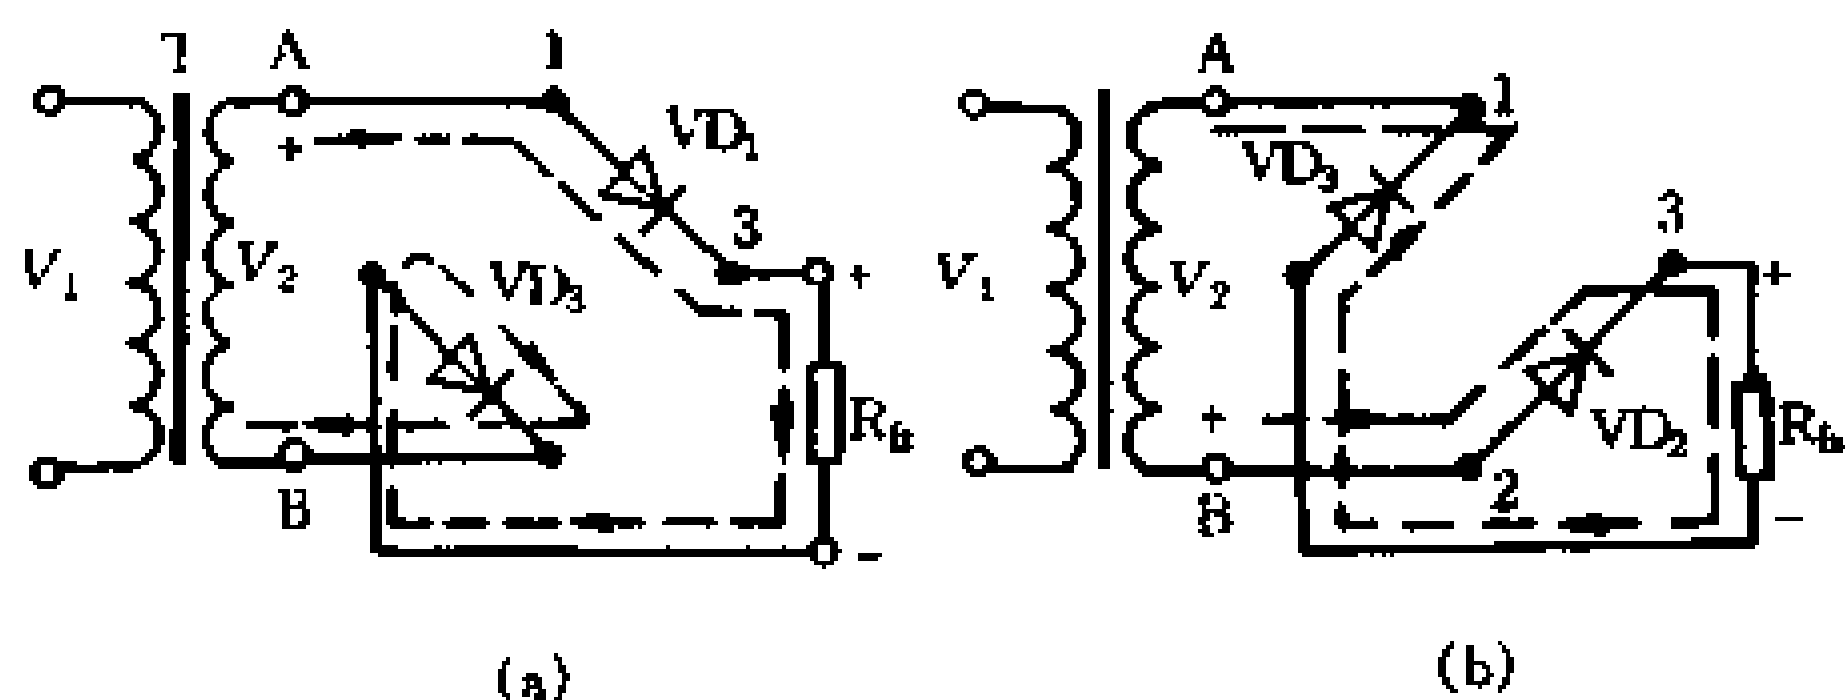 T A 1
VD1
+
3
V1 V2 VD3 +
Rfz
B
-
(a)
A 1
VD3
3
V1 V2 +
+
VD2 Rfz
B 2
-
(b)